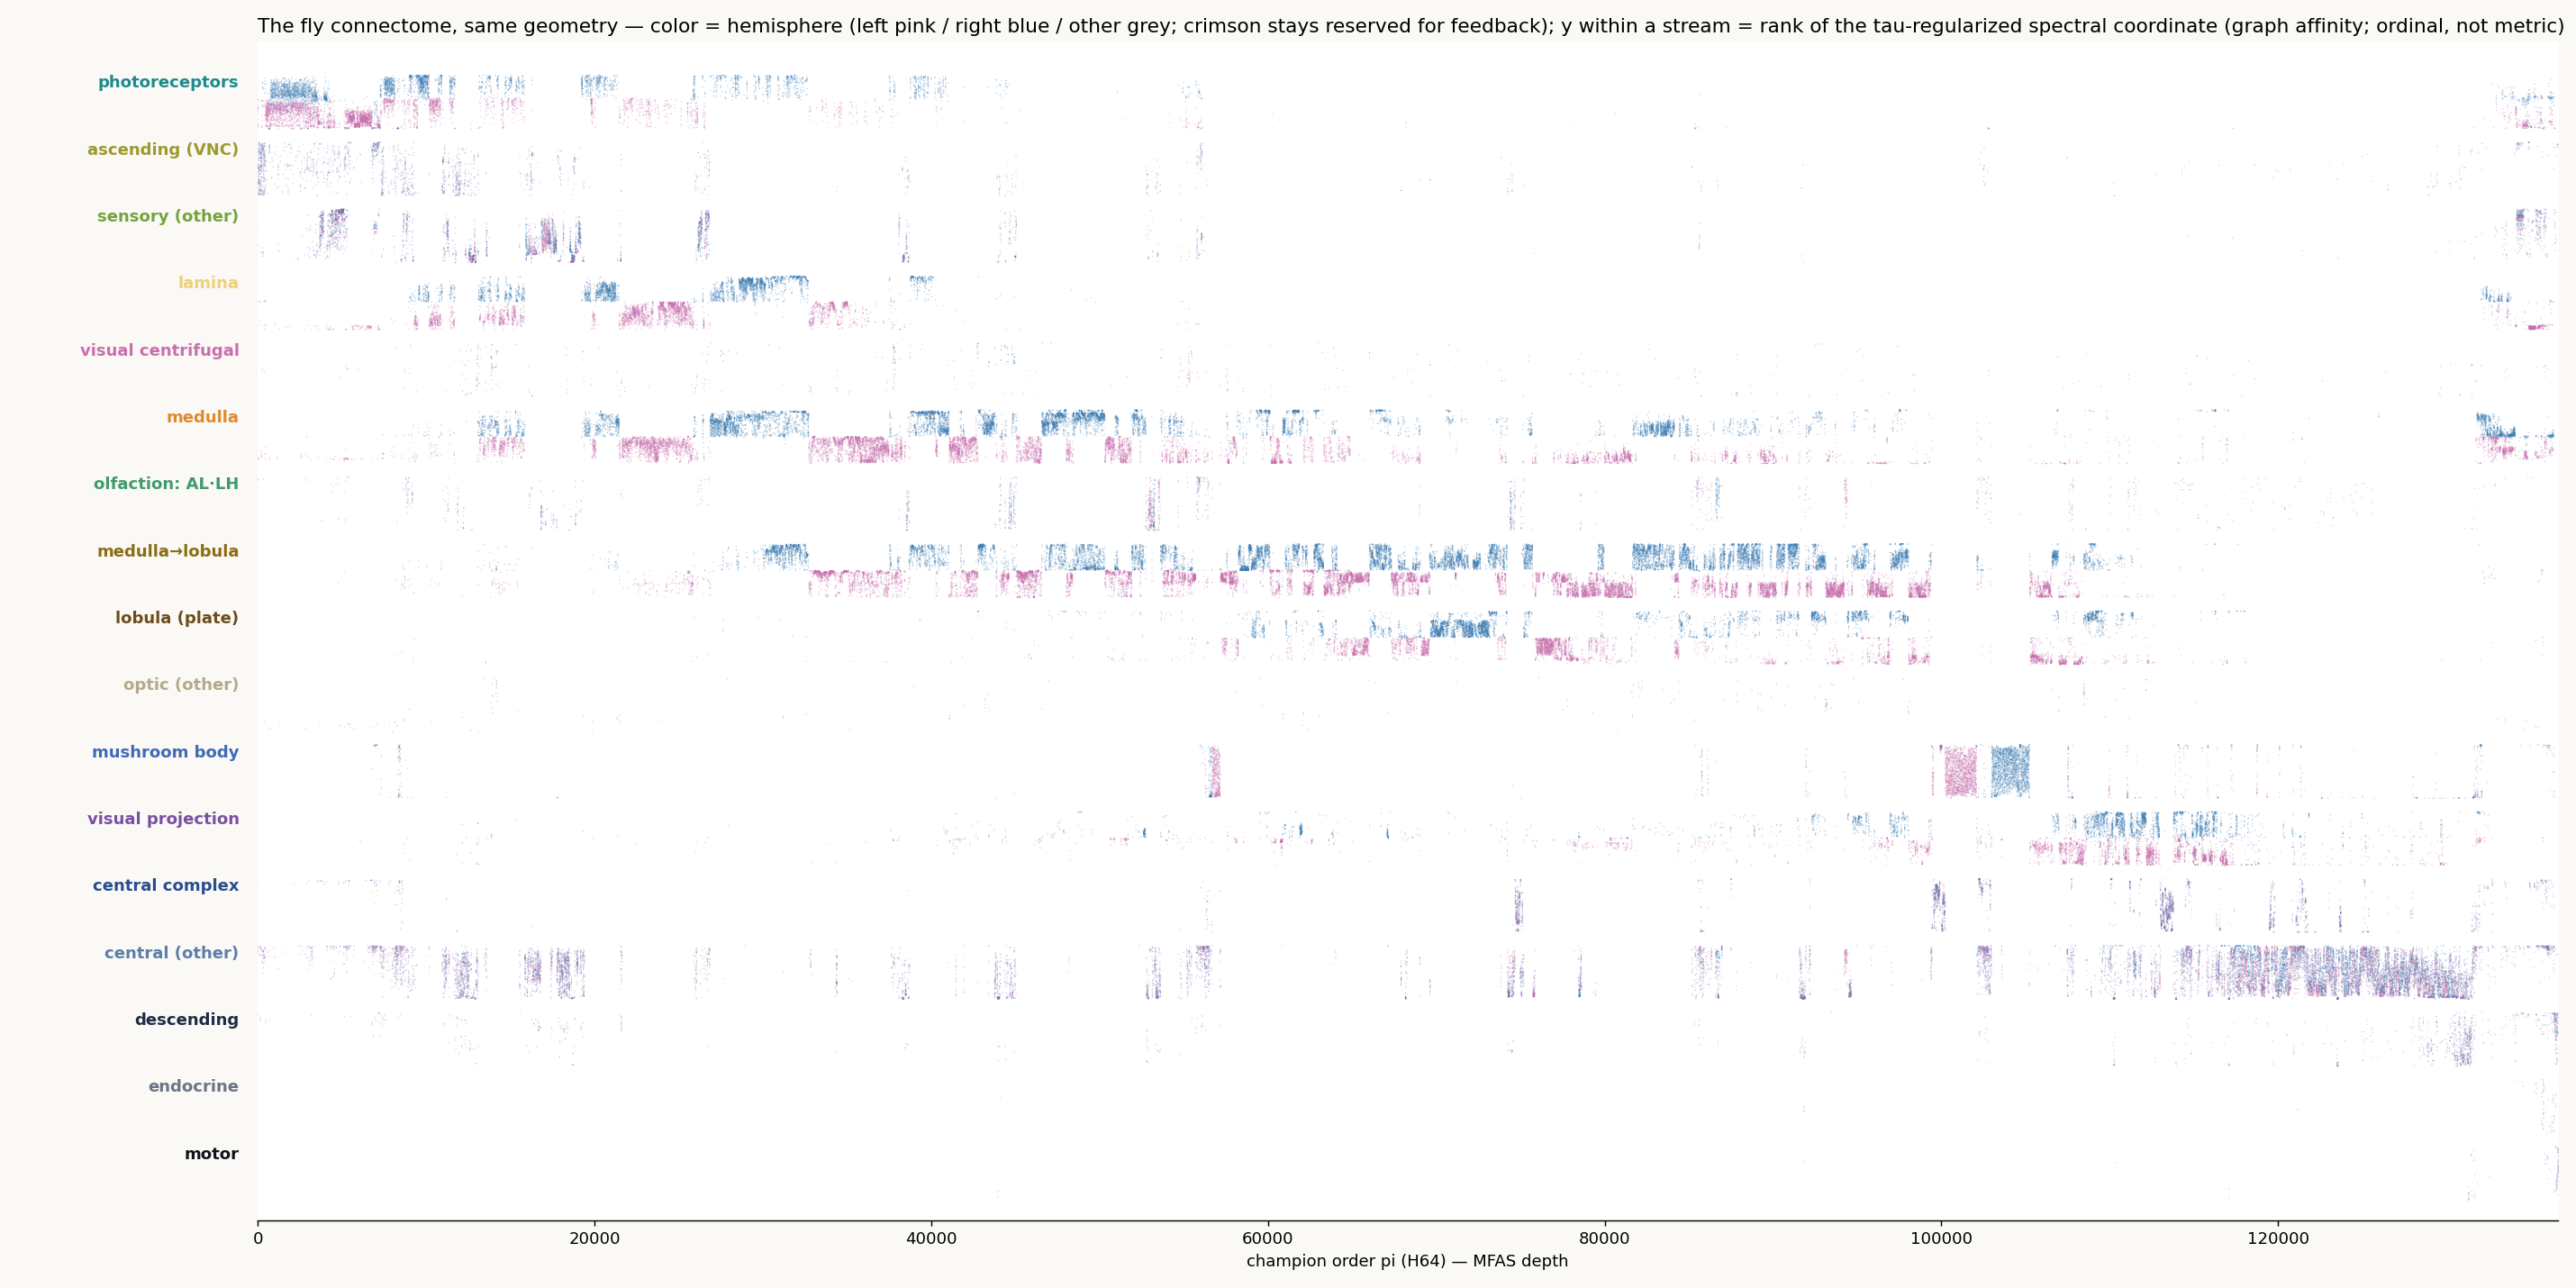 The fly connectome, same geometry — color = hemisphere (left pink / right blue / other grey; crimson stays reserved for feedback); y within a stream = rank of the tau-regularized spectral coordinate (graph affinity; ordinal, not metric)
photoreceptors
ascending (VNC)
sensory (other)
lamina
visual centrifugal
medulla
olfaction: AL·LH
medulla→lobula
lobula (plate)
optic (other)
mushroom body
visual projection
central complex
central (other)
descending
endocrine
motor
0 20000 40000 60000 80000 100000 120000
champion order pi (H64) — MFAS depth